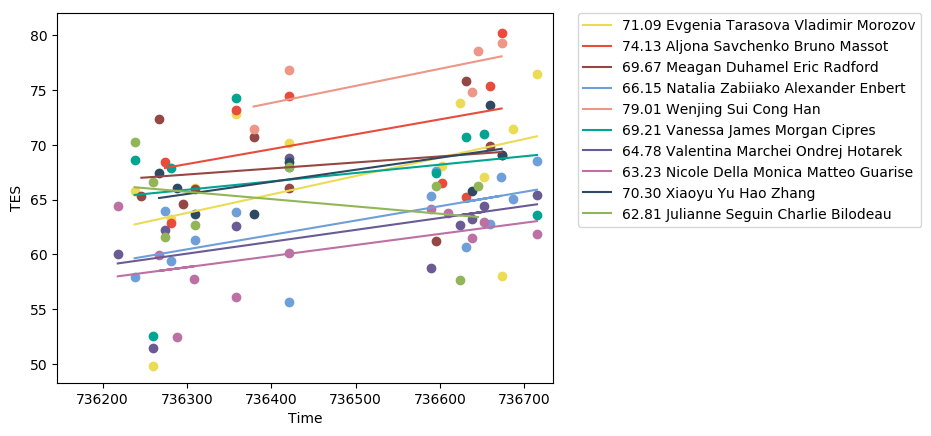 80
75
70
65
60
55
50
TES
736200 736300 736400 736500 736600 736700
Time
71.09 Evgenia Tarasova Vladimir Morozov
74.13 Aljona Savchenko Bruno Massot
69.67 Meagan Duhamel Eric Radford
66.15 Natalia Zabiiako Alexander Enbert
79.01 Wenjing Sui Cong Han
69.21 Vanessa James Morgan Cipres
64.78 Valentina Marchei Ondrej Hotarek
63.23 Nicole Della Monica Matteo Guarise
70.30 Xiaoyu Yu Hao Zhang
62.81 Julianne Seguin Charlie Bilodeau